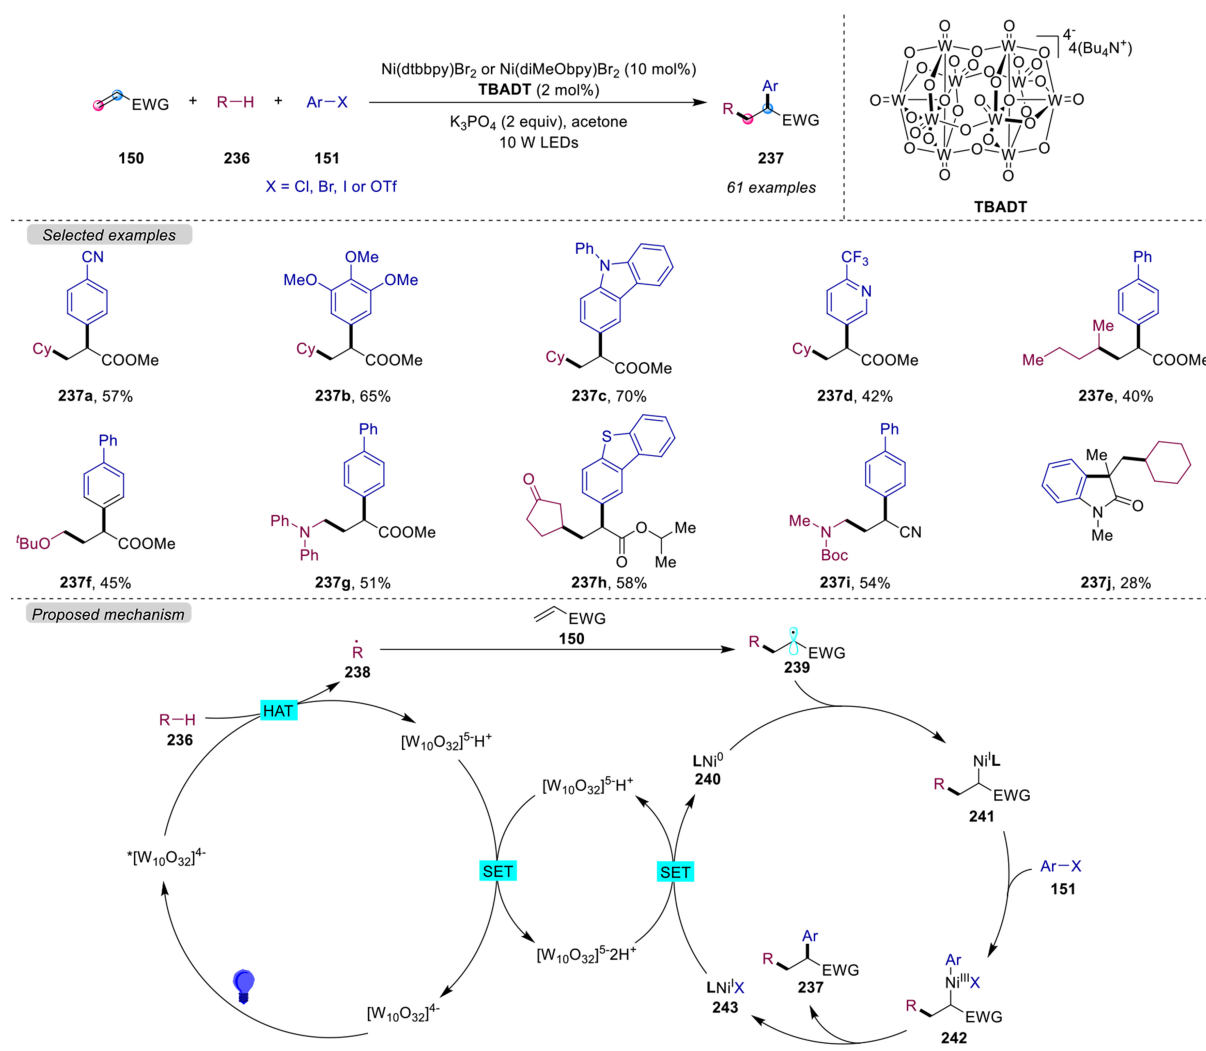 EWG
150
+
R–H
236
+
Ar–X
151
X = Cl, Br, I or OTf
Ni(dtbbpy)Br2 or Ni(diMeObpy)Br2 (10 mol%)
TBADT (2 mol%)
K3PO4 (2 equiv), acetone
10 W LEDs
Ar
R
EWG
237
61 examples
O O
4-
4(Bu4N+)
O W O W O
O O O O
W W
O=W W=O
O O O O
W W
O O O O
O W O W O
O O
TBADT
Selected examples
CN
Cy COOMe
237a, 57%
OMe
MeO OMe
Cy COOMe
237b, 65%
Ph
N
Cy COOMe
237c, 70%
CF3
N
Cy COOMe
237d, 42%
Ph
Me
Me
COOMe
237e, 40%
Ph
tBuO COOMe
237f, 45%
Ph
Ph
N COOMe
Ph
237g, 51%
S
O
O Me
O Me
237h, 58%
Ph
Me
N CN
Boc
237i, 54%
Me
O
N
Me
237j, 28%
Proposed mechanism
R·
238
EWG
150
R EWG
239
HAT
R–H
236
[W10O32]5-H+
[W10O32]5-H+
LNi0
240
NiIL
R EWG
241
*[W10O32]4-
SET
SET
Ar–X
151
[W10O32]5-2H+
Ar
R EWG
237
LNiIX
243
Ar
NiIIIX
R EWG
242
[W10O32]4-